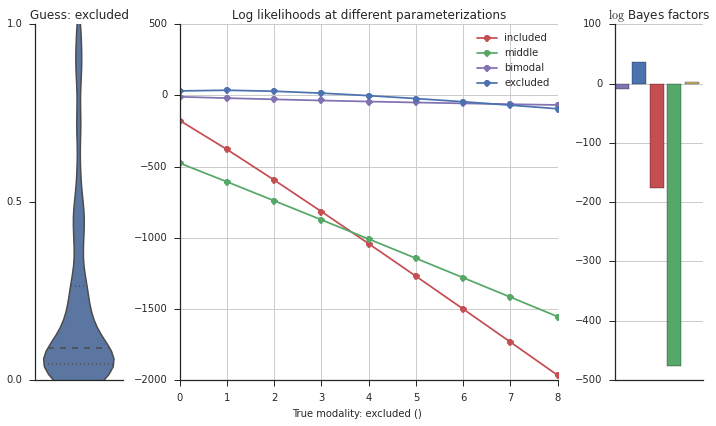 Guess: excluded
1.0
0.5
0.0
Log likelihoods at different parameterizations
500
0
−500
−1000
−1500
−2000
0 1 2 3 4 5 6 7 8
True modality: excluded ()
included
middle
bimodal
excluded
log Bayes factors
100
0
−100
−200
−300
−400
−500